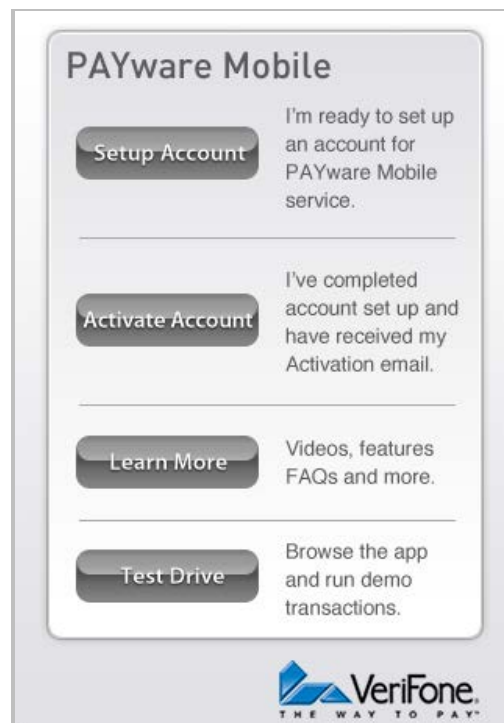 PAYware Mobile
Setup Account
I'm ready to set up
an account for
PAYware Mobile
service.
Activate Account
I've completed
account set up and
have received my
Activation email.
Learn More
Videos, features
FAQs and more.
Test Drive
Browse the app
and run demo
transactions.
VeriFone.
THE WAY TO PAY™